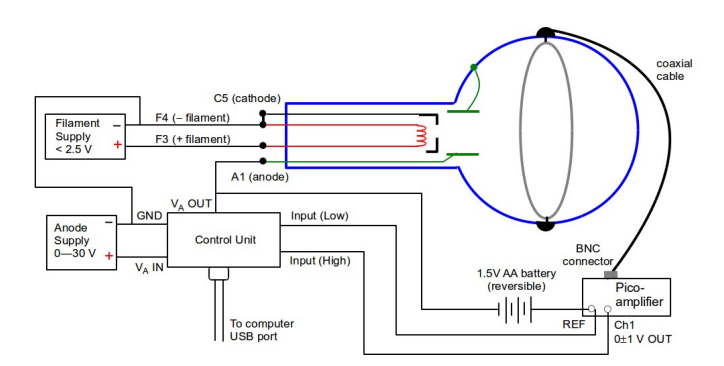 coaxial
cable
C5 (cathode)
F4 (– filament)
Filament
Supply
< 2.5 V
–
+
F3 (+ filament)
A1 (anode)
V_A OUT
GND
Anode
Supply
0—30 V
–
+
V_A IN
Control Unit
Input (Low)
Input (High)
BNC
connector
1.5V AA battery
(reversible)
Pico-
amplifier
REF
Ch1
0±1 V OUT
To computer
USB port